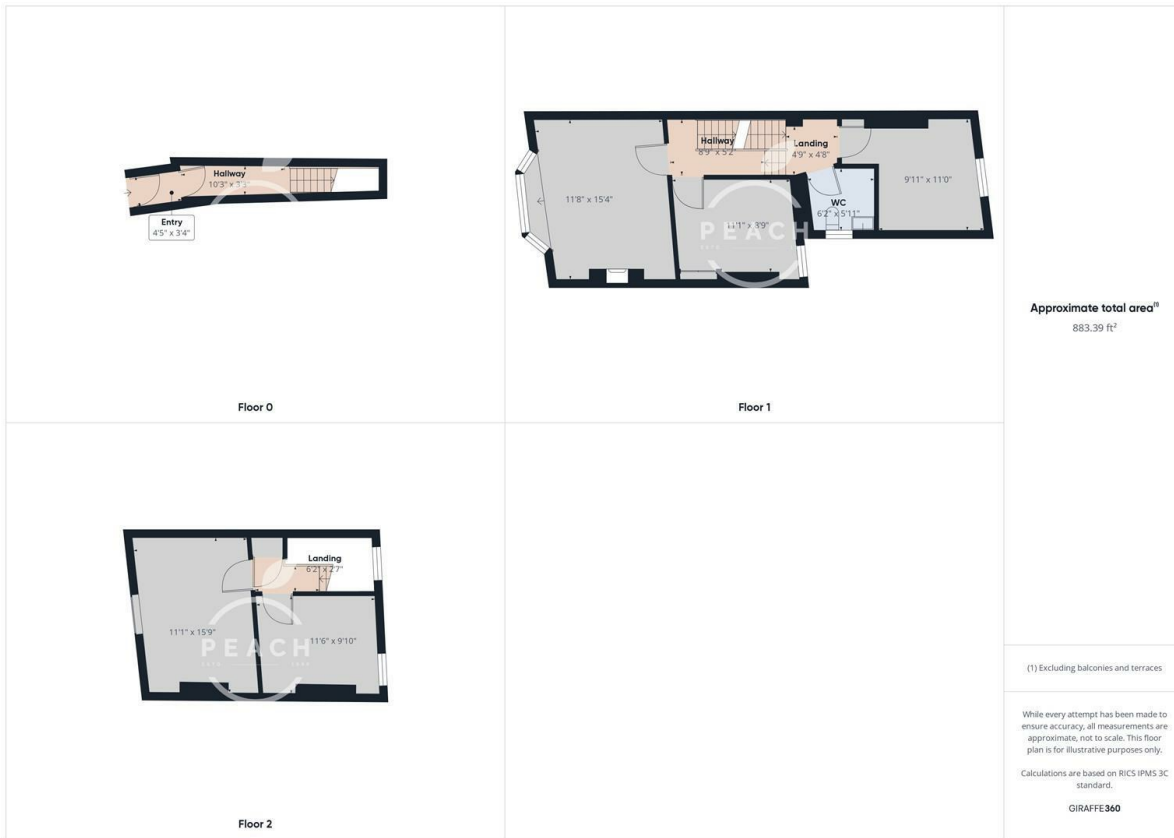 Hallway
10'3" x 3'3"
Entry
4'5" x 3'4"
Floor 0
Hallway
8'9" x 5'2"
Landing
4'9" x 4'8"
11'8" x 15'4"
9'11" x 11'0"
WC
6'2" x 5'11"
PEACH
Floor 1
Landing
6'2" x 2'7"
11'1" x 15'9"
11'6" x 9'10"
PEACH
Floor 2
Approximate total area(1)
883.39 ft²
(1) Excluding balconies and terraces
While every attempt has been made to
ensure accuracy, all measurements are
approximate, not to scale. This floor
plan is for illustrative purposes only.
Calculations are based on RICS IPMS 3C
standard.
GIRAFFE360